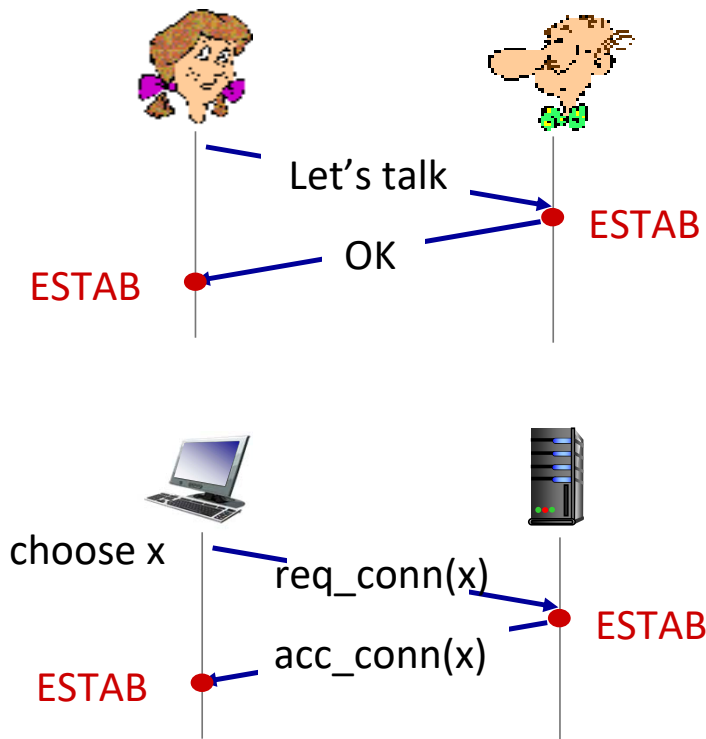 Let’s talk
ESTAB
OK
ESTAB
choose x
req_conn(x)
ESTAB
acc_conn(x)
ESTAB